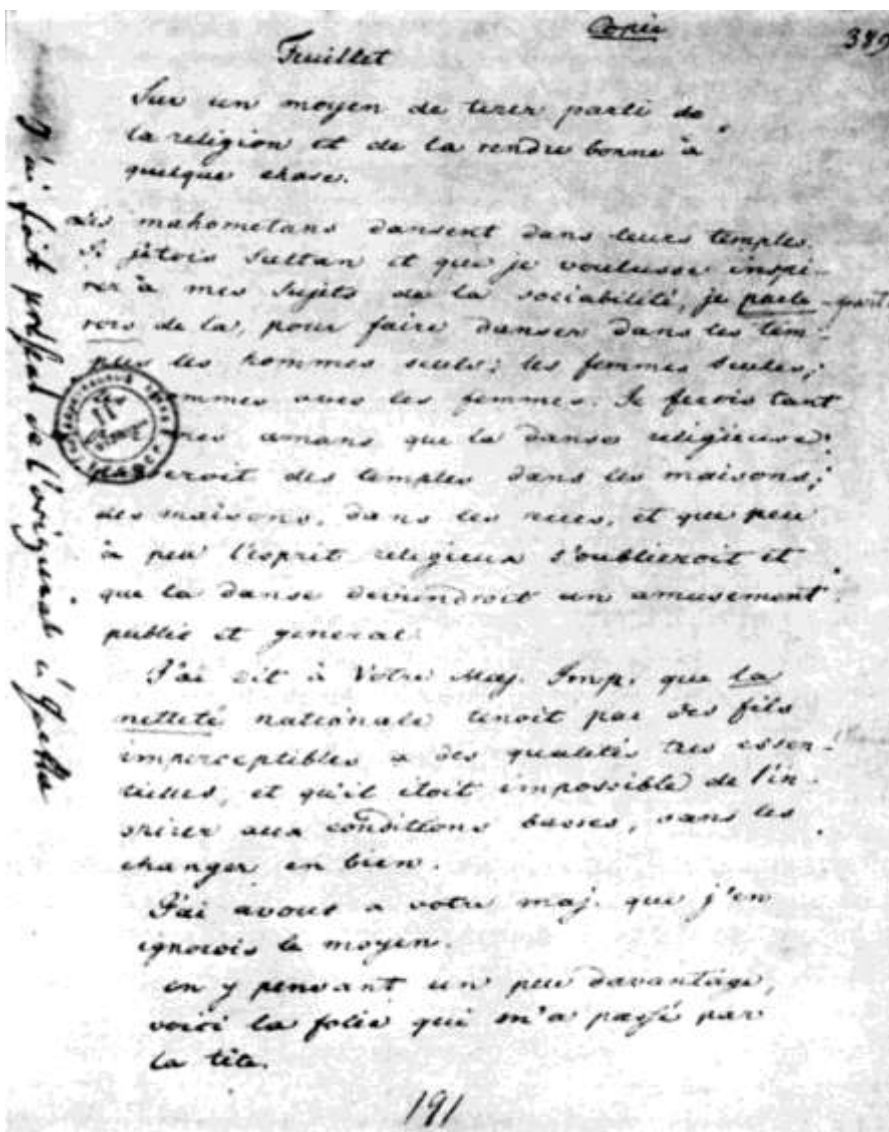 Copie
389
Feuillet
Sur un moyen de tirer parti de
la religion et de la rendre bonne à
quelque chose.
Les mahometans dansent dans leurs temples.
Si j'étois Sultan et que je voulusse inspi-
rer à mes sujets de la sociabilité, je parti-
rois de la, pour faire danser dans les tem-
ples les hommes seuls; les femmes seules;
hommes avec les femmes. Je ferois tant
mes amans que la danse religieuse
passeroit des temples dans les maisons;
des maisons, dans les rues, et que peu
à peu l'esprit religieux s'oublieroit et
que la danse deviendroit un amusement
public et general.
J'ai dit à Votre Maj. Imp. que la
netteté nationale tenoit par des fils
imperceptibles a des qualités tres essen-
tielles, et qu'il étoit impossible de l'in-
spirer aux conditions basses, sans les
changer en bien.
J'ai avoué a votre maj. que j'en
ignorois le moyen.
en y pensant un peu davantage,
voici la folie qui m'a passé par
la tête.
191
J'ai fait de l'original à Gotha